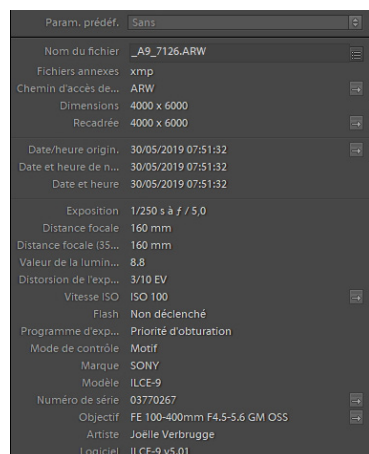 Param. prédéf. Sans
Nom du fichier _A9_7126.ARW
Fichiers annexes xmp
Chemin d'accès de... ARW
Dimensions 4000 x 6000
Recadrée 4000 x 6000
Date/heure origin. 30/05/2019 07:51:32
Date et heure de n... 30/05/2019 07:51:32
Date et heure 30/05/2019 07:51:32
Exposition 1/250 s à ƒ / 5,0
Distance focale 160 mm
Distance focale (35... 160 mm
Valeur de la lumin... 8.8
Distorsion de l'exp... 3/10 EV
Vitesse ISO ISO 100
Flash Non déclenché
Programme d'exp... Priorité d'obturation
Mode de contrôle Motif
Marque SONY
Modèle ILCE-9
Numéro de série 03770267
Objectif FE 100-400mm F4.5-5.6 GM OSS
Artiste Joëlle Verbrugge
Logiciel ILCE-9 v5.01